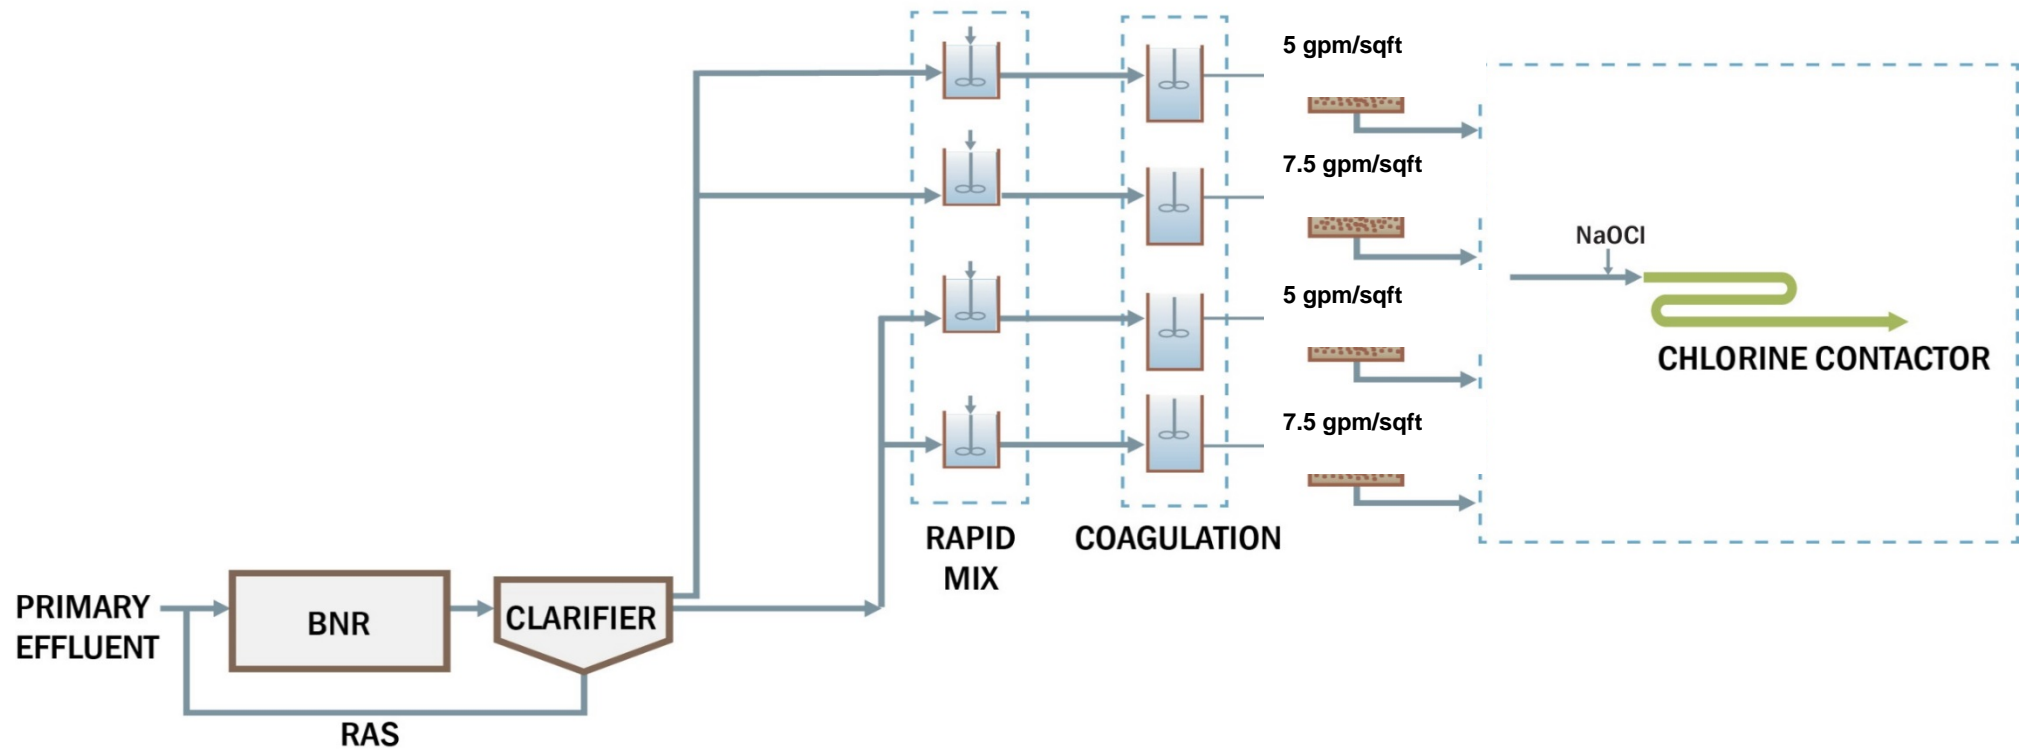 5 gpm/sqft
7.5 gpm/sqft
NaOCl
5 gpm/sqft
CHLORINE CONTACTOR
7.5 gpm/sqft
RAPID
MIX
COAGULATION
PRIMARY
EFFLUENT
BNR
CLARIFIER
RAS